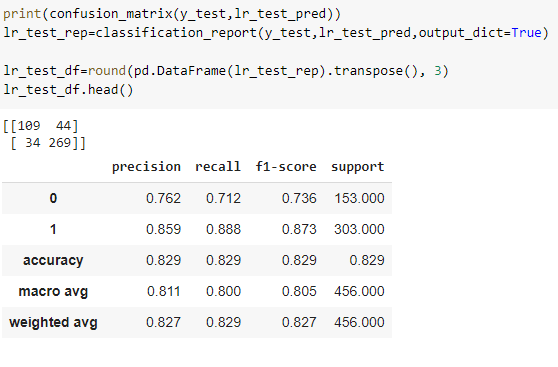 print(confusion_matrix(y_test,lr_test_pred))
lr_test_rep=classification_report(y_test,lr_test_pred,output_dict=True)
lr_test_df=round(pd.DataFrame(lr_test_rep).transpose(), 3)
lr_test_df.head()
[[109  44]
 [ 34 269]]
precision recall f1-score support
0 0.762 0.712 0.736 153.000
1 0.859 0.888 0.873 303.000
accuracy 0.829 0.829 0.829 0.829
macro avg 0.811 0.800 0.805 456.000
weighted avg 0.827 0.829 0.827 456.000